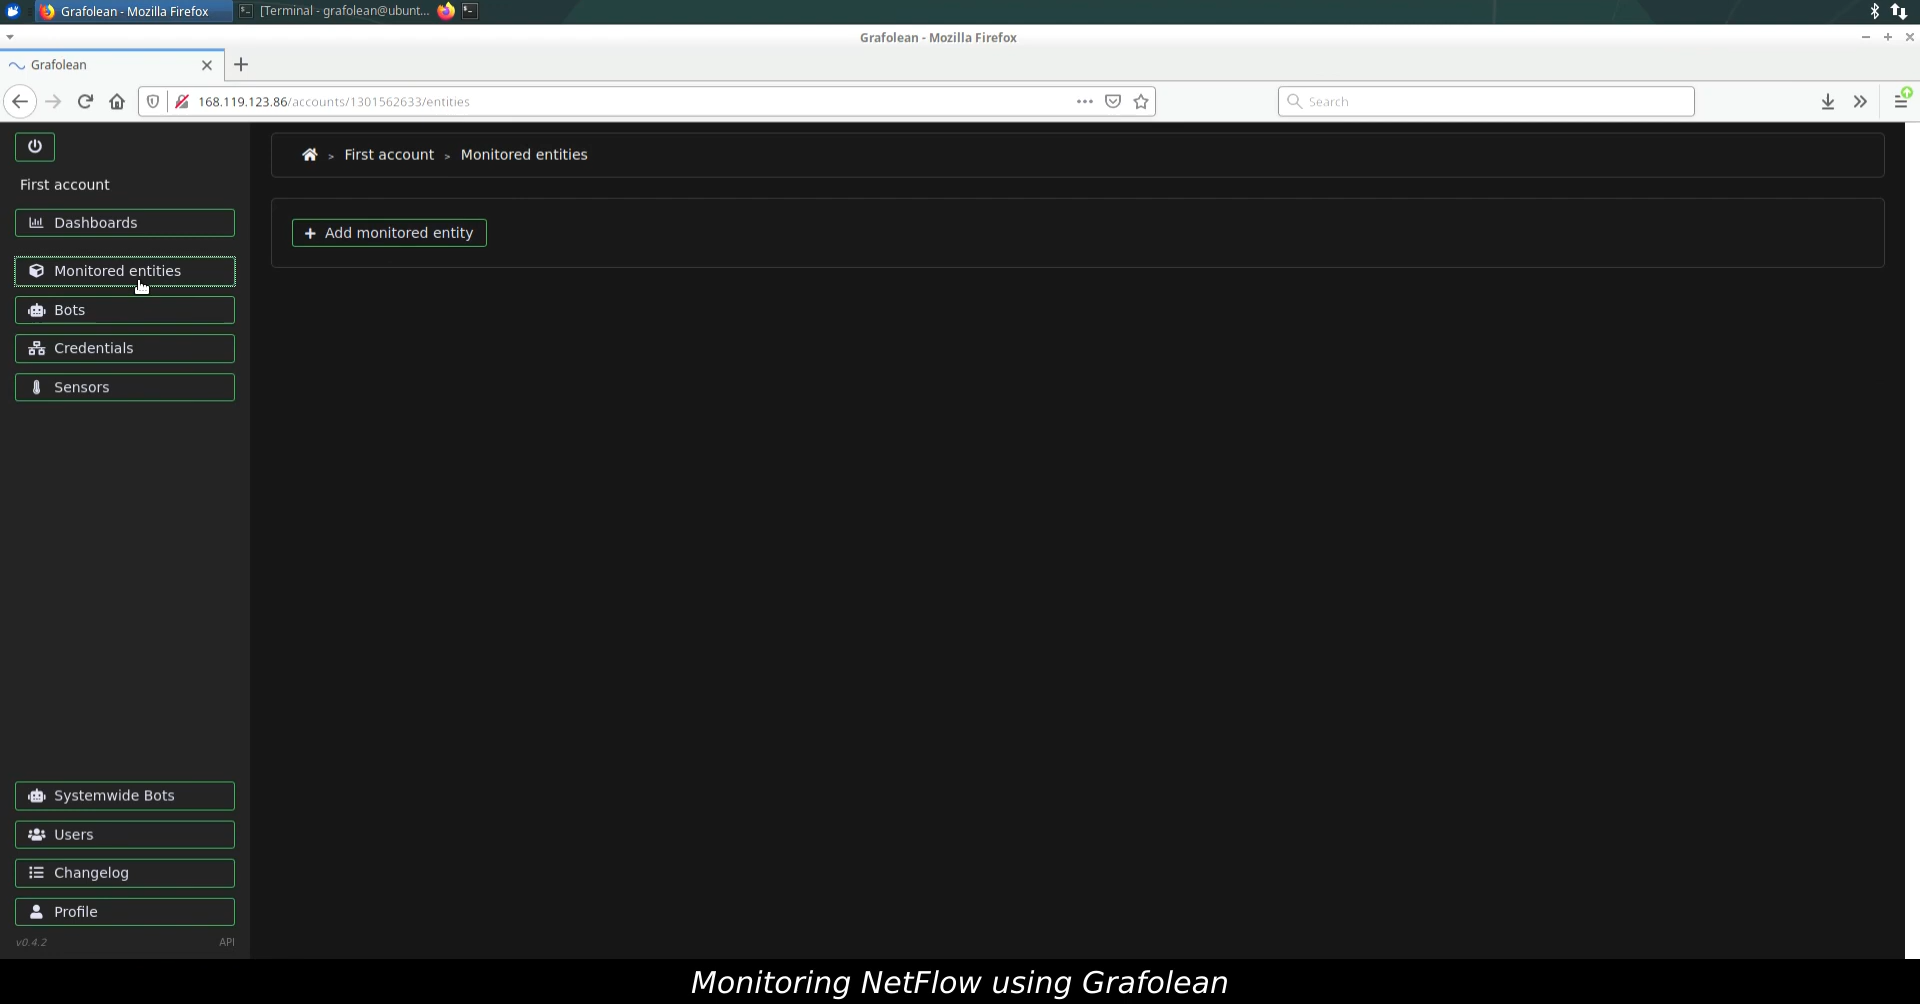 Grafolean - Mozilla Firefox
[Terminal - grafolean@ubunt...
Grafolean - Mozilla Firefox
Grafolean
168.119.123.86/accounts/1301562633/entities
Search
First account > Monitored entities
First account
Dashboards
Add monitored entity
Monitored entities
Bots
Credentials
Sensors
Systemwide Bots
Users
Changelog
Profile
v0.4.2 API
Monitoring NetFlow using Grafolean